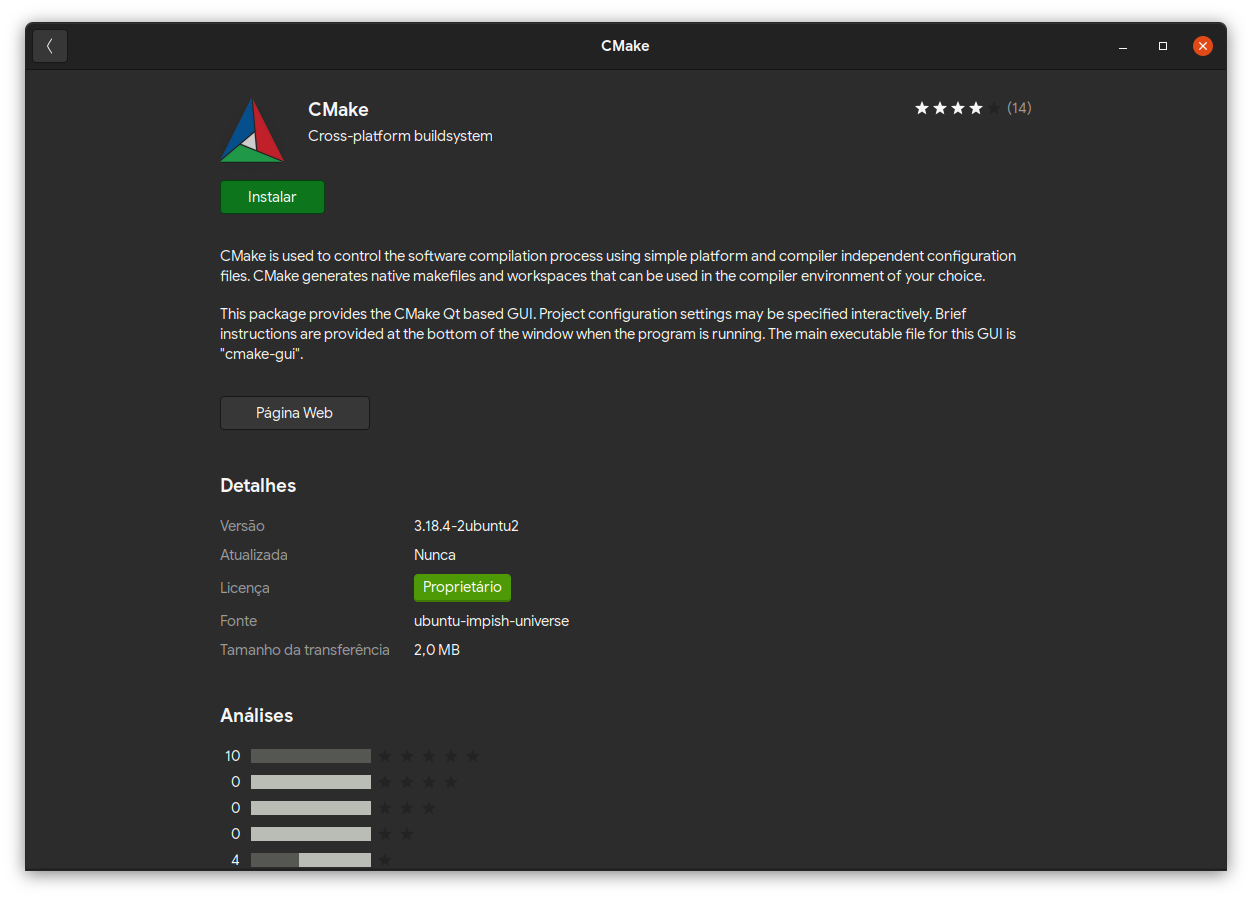 CMake
CMake
(14)
Cross-platform buildsystem
Instalar
CMake is used to control the software compilation process using simple platform and compiler independent configuration
files. CMake generates native makefiles and workspaces that can be used in the compiler environment of your choice.
This package provides the CMake Qt based GUI. Project configuration settings may be specified interactively. Brief
instructions are provided at the bottom of the window when the program is running. The main executable file for this GUI is
"cmake-gui".
Página Web
Detalhes
Versão 3.18.4-2ubuntu2
Atualizada Nunca
Licença Proprietário
Fonte ubuntu-impish-universe
Tamanho da transferência 2,0 MB
Análises
10
0
0
0
4